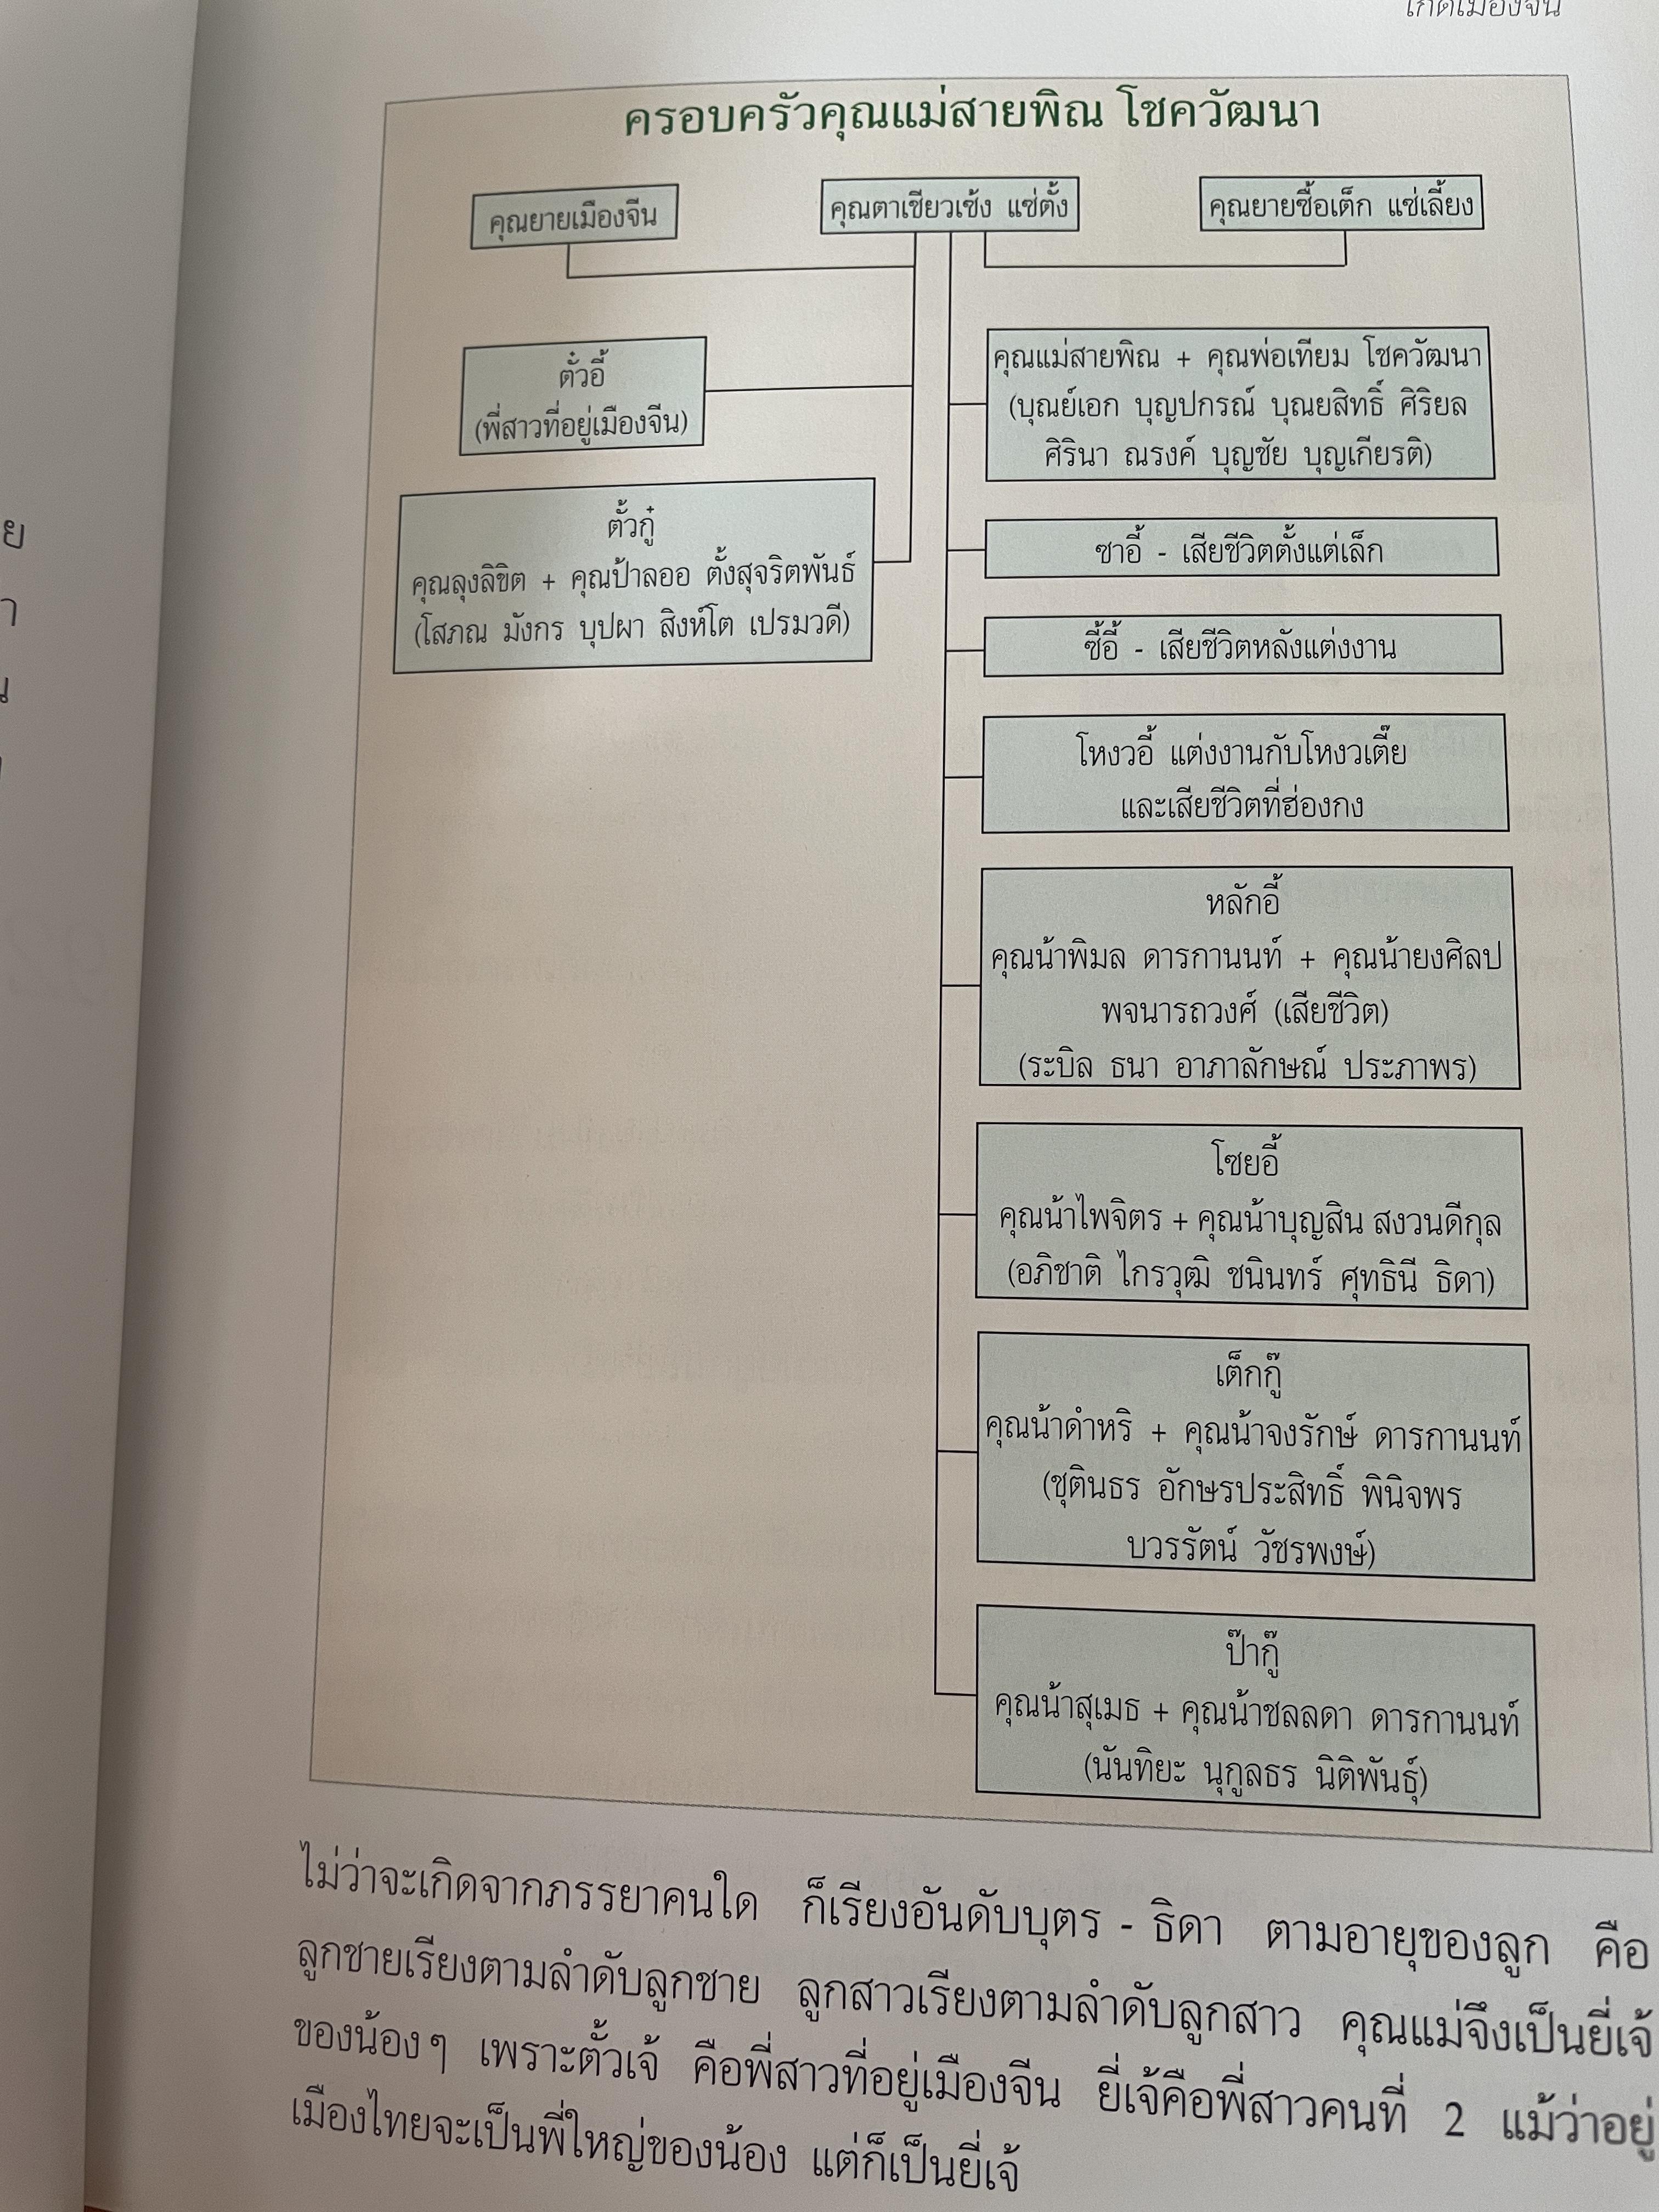 เกิดเมืองจีน
ครอบครัวคุณแม่สายพิณ โชควัฒนา
คุณยายเมืองจีน
คุณตาเซียวเซ้ง แซ่ตั้ง
คุณยายซื้อเต็ก แซ่เลี้ยง
ตั่วอี้
(พี่สาวที่อยู่เมืองจีน)
ตั้วกู๋
คุณลุงลิขิต + คุณป้าลออ ตั้งสุจริตพันธ์
(โสภณ มังกร บุปผา สิงห์โต เปรมวดี)
คุณแม่สายพิณ + คุณพ่อเทียม โชควัฒนา
(บุณย์เอก บุญปกรณ์ บุณยสิทธิ์ ศิริยล
ศิรินา ณรงค์ บุญชัย บุญเกียรติ)
ซาอี้ - เสียชีวิตตั้งแต่เล็ก
ซี้อี้ - เสียชีวิตหลังแต่งงาน
โหงวอี้ แต่งงานกับโหงวเตี๋ย
และเสียชีวิตที่ฮ่องกง
หลักอี้
คุณน้าพิมล ดารกานนท์ + คุณน้ายงศิลป
พจนารถวงศ์ (เสียชีวิต)
(ระบิล ธนา อาภาลักษณ์ ประภาพร)
โซยอี้
คุณน้าไพจิตร + คุณน้าบุญสิน สงวนดีกุล
(อภิชาติ ไกรวุฒิ ชนินทร์ ศุทธินี ธิดา)
เต็กกู๊
คุณน้าดำหริ + คุณน้าจงรักษ์ ดารกานนท์
(ชุตินธร อักษรประสิทธิ์ พินิจพร
บวรรัตน์ วัชรพงษ์)
ป๊ากู๊
คุณน้าสุเมธ + คุณน้าชลลดา ดารกานนท์
(นันทิยะ นุกูลธร นิติพันธุ์)
ไม่ว่าจะเกิดจากภรรยาคนใด ก็เรียงอันดับบุตร - ธิดา ตามอายุของลูก คือ
ลูกชายเรียงตามลำดับลูกชาย ลูกสาวเรียงตามลำดับลูกสาว คุณแม่จึงเป็นยี่เจ้
ของน้องๆ เพราะตั้วเจ้ คือพี่สาวที่อยู่เมืองจีน ยี่เจ้คือพี่สาวคนที่ 2 แม้ว่าอยู่
เมืองไทยจะเป็นพี่ใหญ่ของน้อง แต่ก็เป็นยี่เจ้